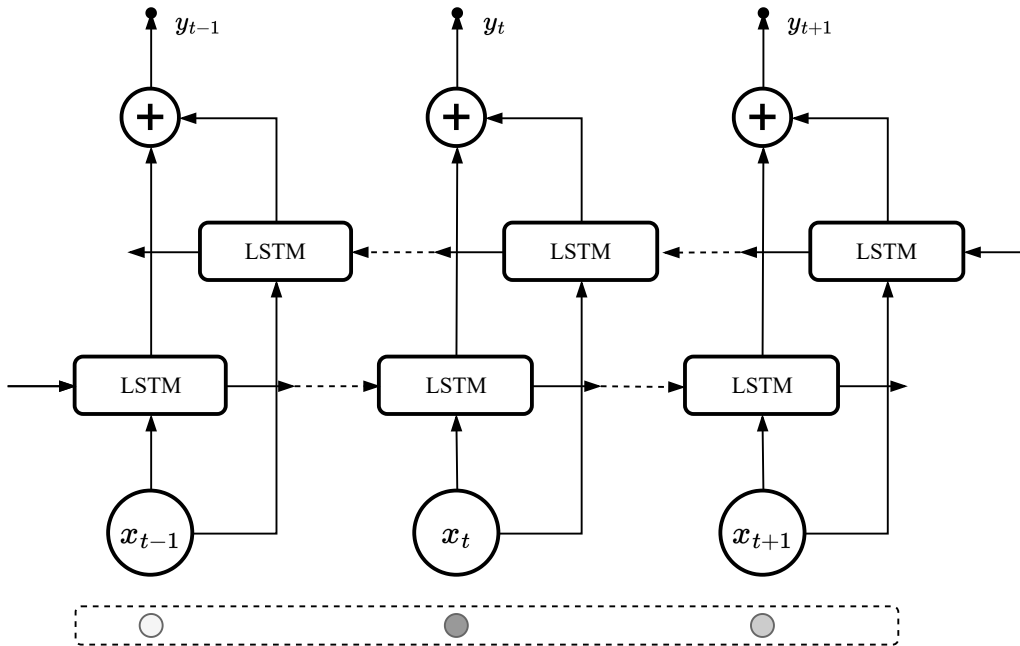 y_{t-1} y_t y_{t+1}
+ + +
LSTM LSTM LSTM
LSTM LSTM LSTM
x_{t-1} x_t x_{t+1}